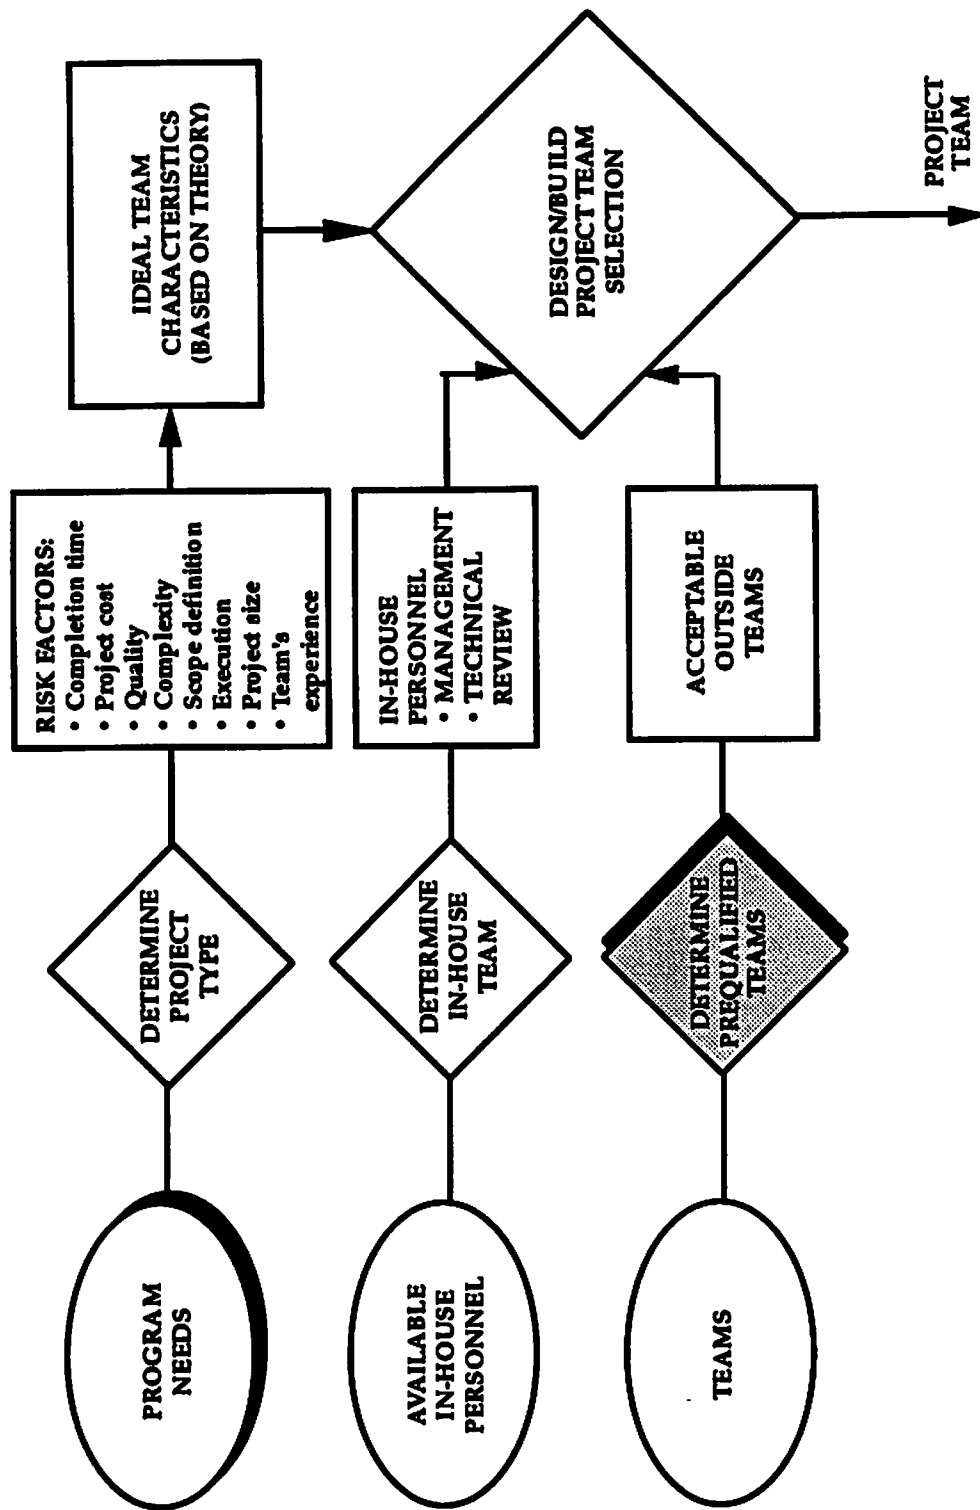 PROGRAM
NEEDS
DETERMINE
PROJECT
TYPE
RISK FACTORS:
• Completion time
• Project cost
• Quality
• Complexity
• Scope definition
• Execution
• Project size
• Team's
experience
IDEAL TEAM
CHARACTERISTICS
(BASED ON THEORY)
AVAILABLE
IN-HOUSE
PERSONNEL
DETERMINE
IN-HOUSE
TEAM
IN-HOUSE
PERSONNEL
• MANAGEMENT
• TECHNICAL
REVIEW
DESIGN/BUILD
PROJECT TEAM
SELECTION
TEAMS
DETERMINE
PREQUALIFIED
TEAMS
ACCEPTABLE
OUTSIDE
TEAMS
PROJECT
TEAM